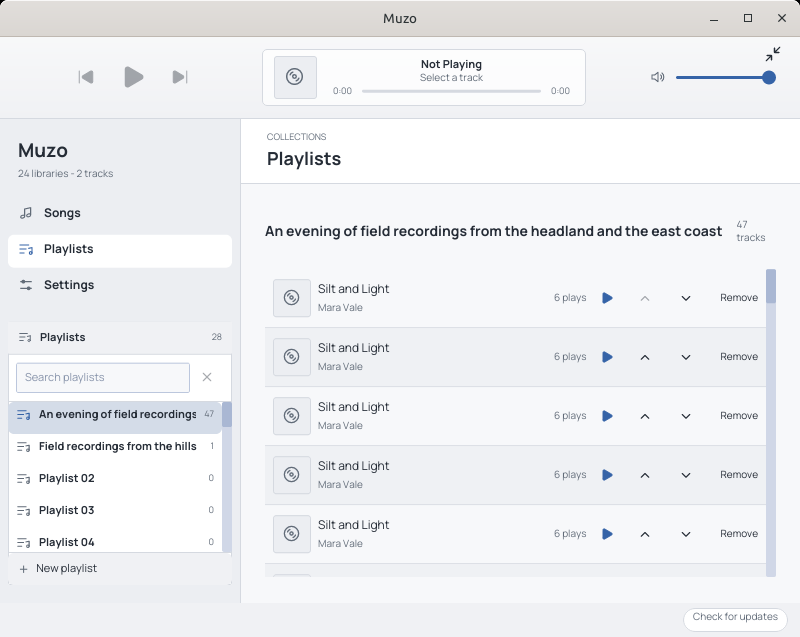 Muzo
Not Playing
Select a track
0:00
0:00
Muzo
24 libraries - 2 tracks
Songs
Playlists
Settings
Playlists
28
Search playlists
An evening of field recordings
47
Field recordings from the hills
1
Playlist 02
0
Playlist 03
0
Playlist 04
0
New playlist
COLLECTIONS
Playlists
An evening of field recordings from the headland and the east coast
47
tracks
Silt and Light
Mara Vale
6 plays
Remove
Silt and Light
Mara Vale
6 plays
Remove
Silt and Light
Mara Vale
6 plays
Remove
Silt and Light
Mara Vale
6 plays
Remove
Silt and Light
Mara Vale
6 plays
Remove
Check for updates